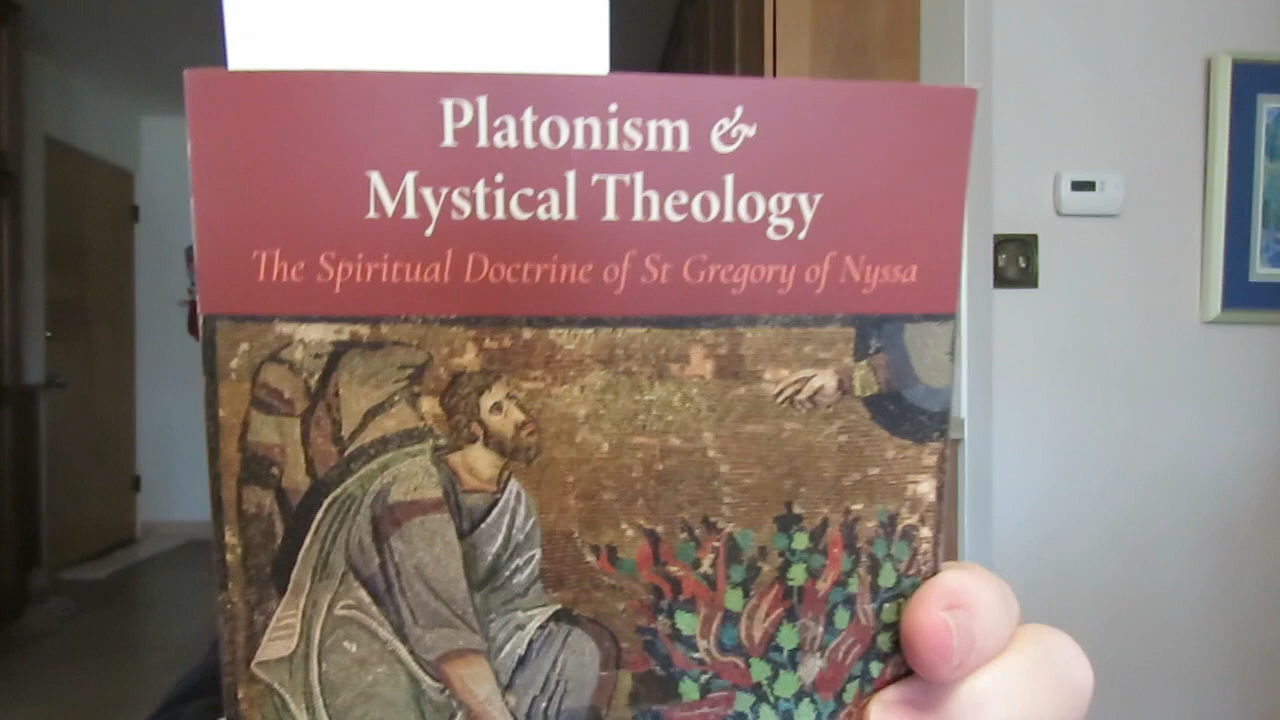 Platonism &
Mystical Theology
The Spiritual Doctrine of St Gregory of Nyssa